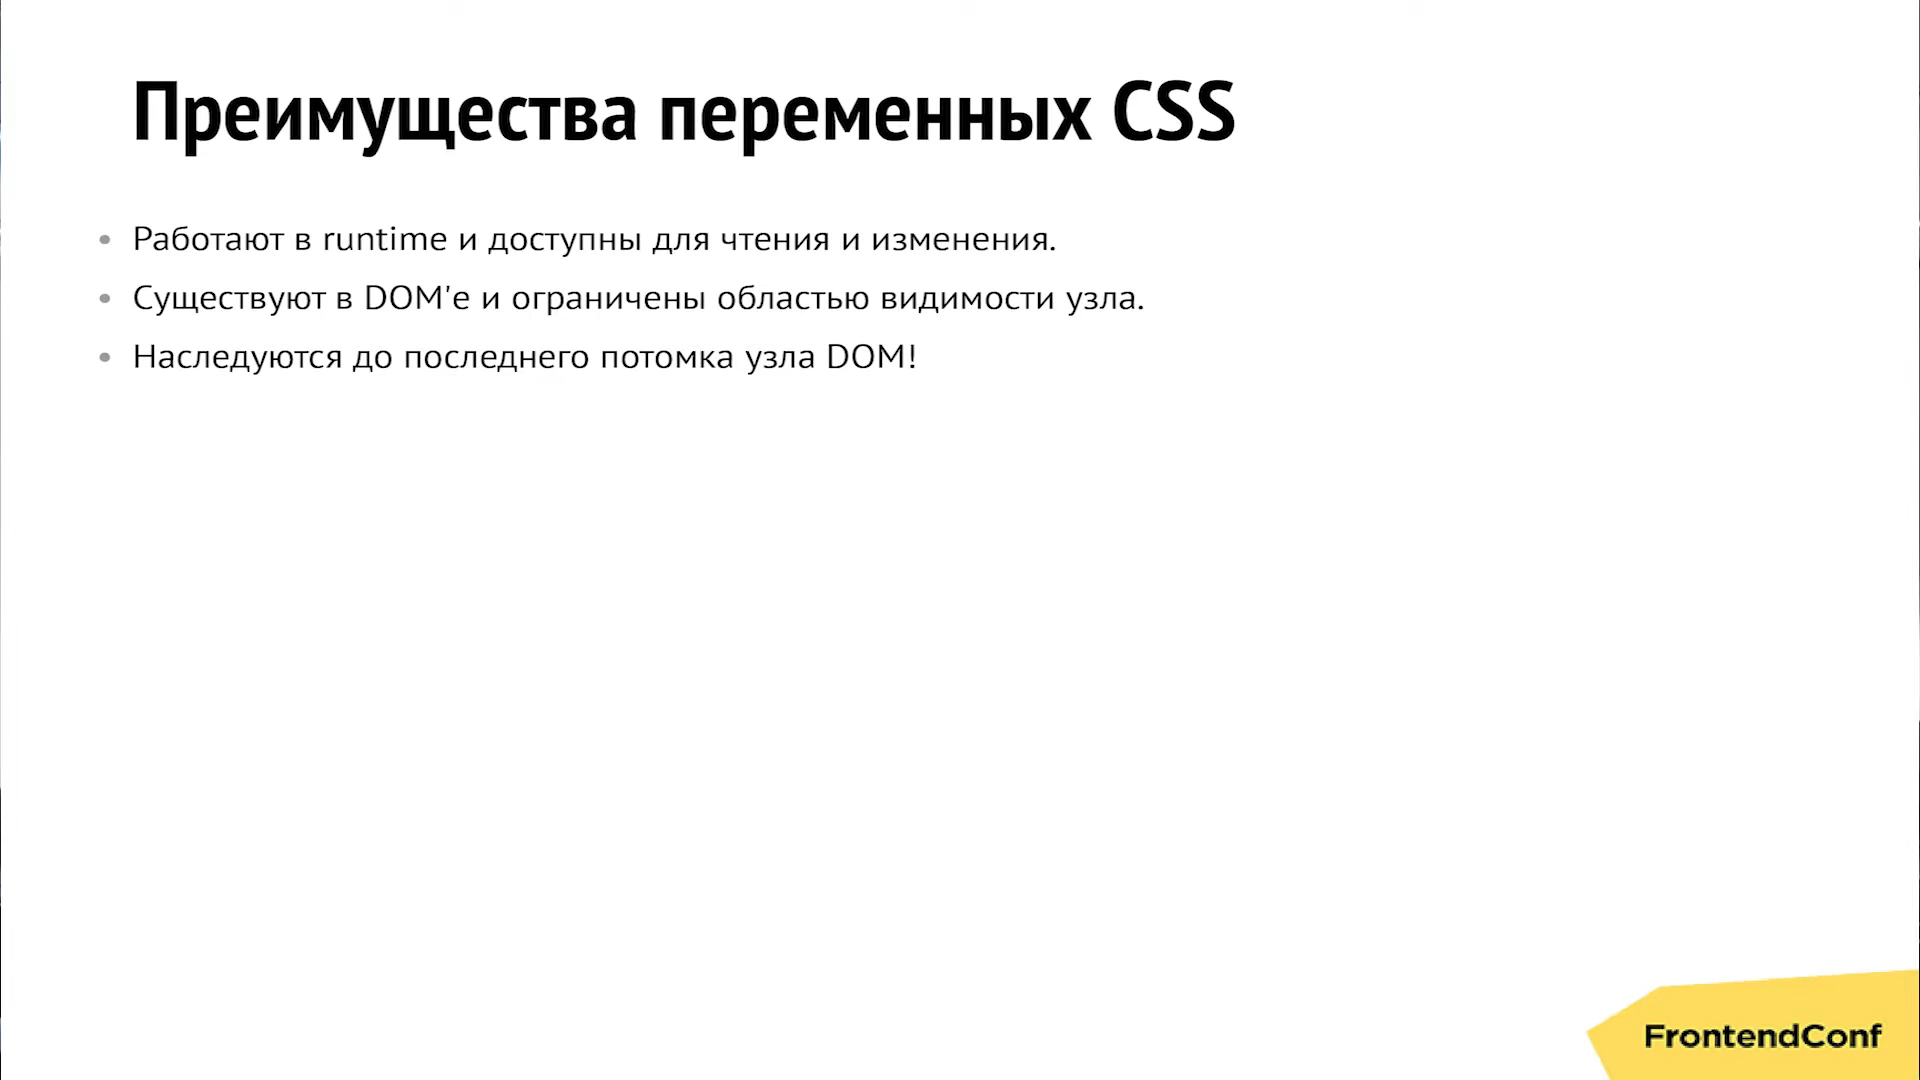 Преимущества переменных CSS
• Работают в runtime и доступны для чтения и изменения.
• Существуют в DOM'е и ограничены областью видимости узла.
• Наследуются до последнего потомка узла DOM!
FrontendConf